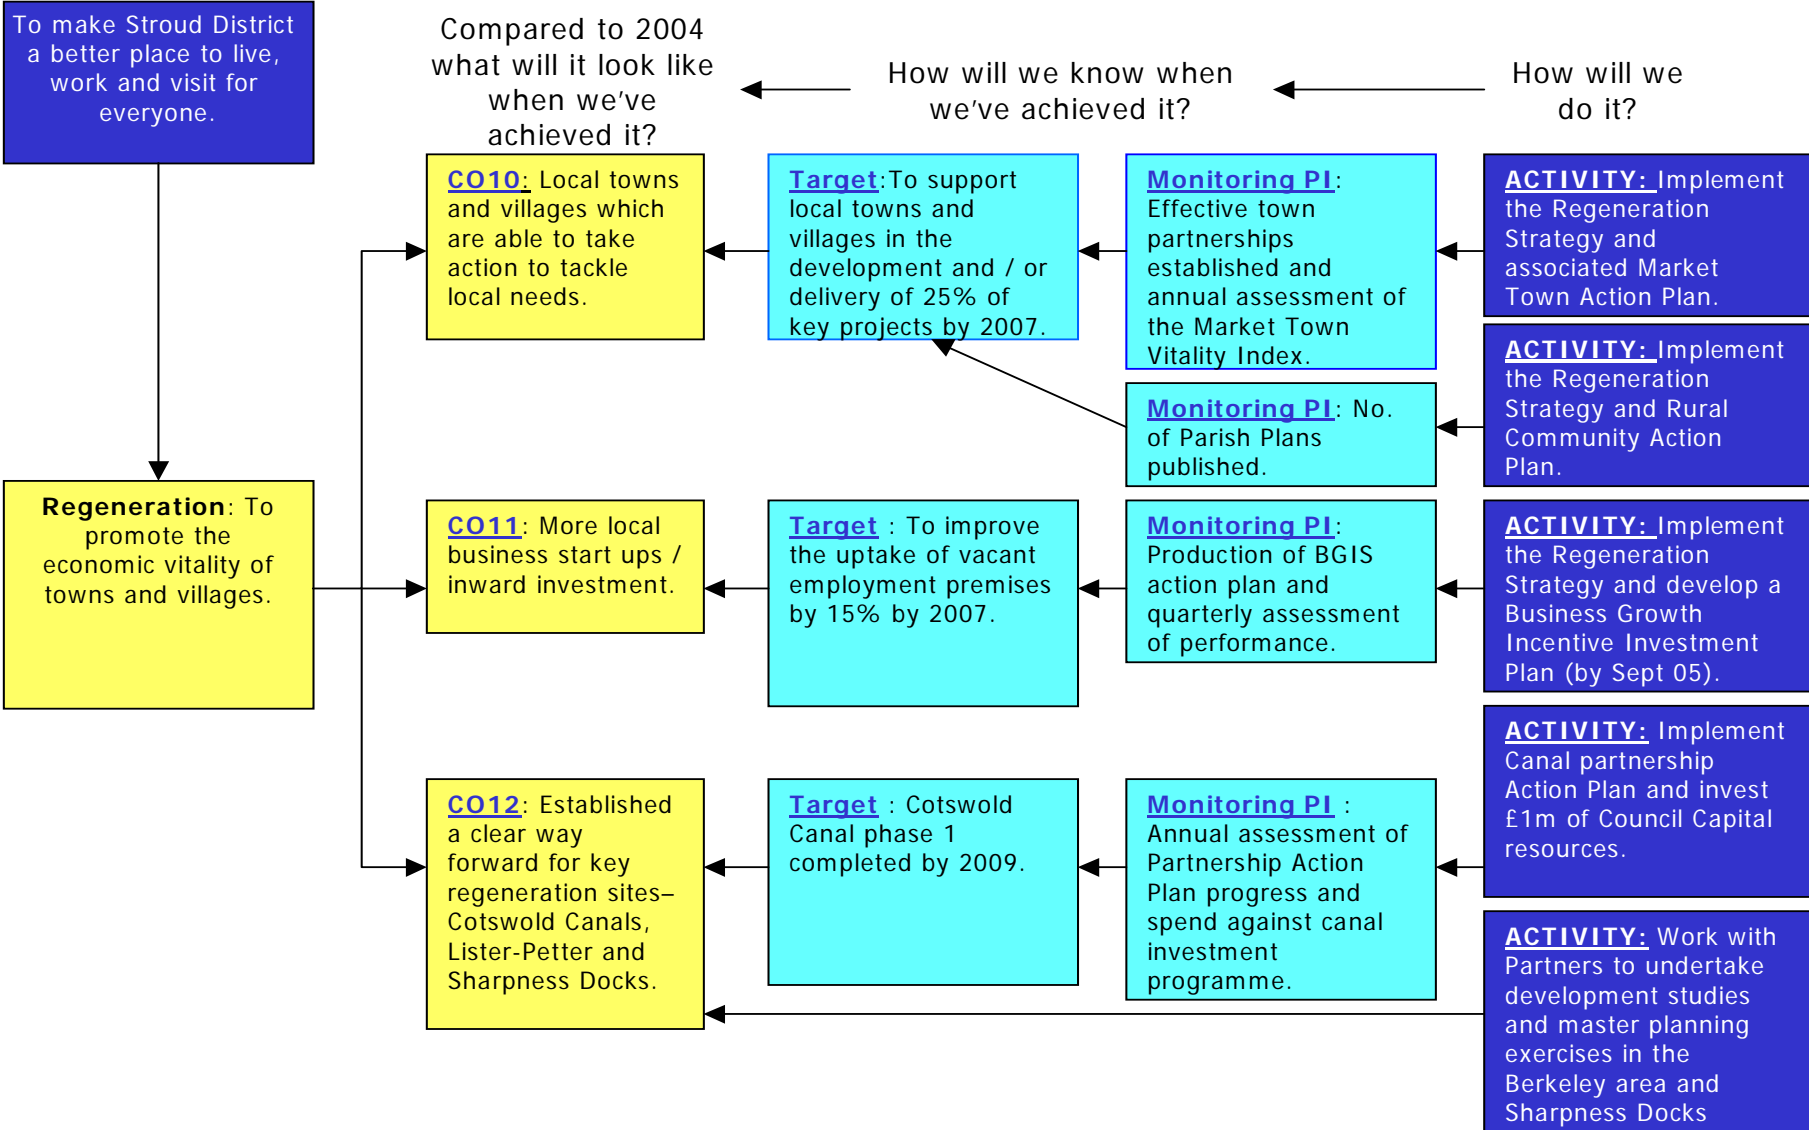 To make Stroud District
a better place to live,
work and visit for
everyone.
Compared to 2004
what will it look like
when we've
achieved it?
How will we know when
we've achieved it?
How will we
do it?
Regeneration: To
promote the
economic vitality of
towns and villages.
CO10: Local towns
and villages which
are able to take
action to tackle
local needs.
Target:To support
local towns and
villages in the
development and / or
delivery of 25% of
key projects by 2007.
Monitoring PI:
Effective town
partnerships
established and
annual assessment of
the Market Town
Vitality Index.
ACTIVITY: Implement
the Regeneration
Strategy and
associated Market
Town Action Plan.
Monitoring PI: No.
of Parish Plans
published.
ACTIVITY: Implement
the Regeneration
Strategy and Rural
Community Action
Plan.
CO11: More local
business start ups /
inward investment.
Target : To improve
the uptake of vacant
employment premises
by 15% by 2007.
Monitoring PI:
Production of BGIS
action plan and
quarterly assessment
of performance.
ACTIVITY: Implement
the Regeneration
Strategy and develop a
Business Growth
Incentive Investment
Plan (by Sept 05).
CO12: Established
a clear way
forward for key
regeneration sites–
Cotswold Canals,
Lister-Petter and
Sharpness Docks.
Target : Cotswold
Canal phase 1
completed by 2009.
Monitoring PI :
Annual assessment of
Partnership Action
Plan progress and
spend against canal
investment
programme.
ACTIVITY: Implement
Canal partnership
Action Plan and invest
£1m of Council Capital
resources.
ACTIVITY: Work with
Partners to undertake
development studies
and master planning
exercises in the
Berkeley area and
Sharpness Docks